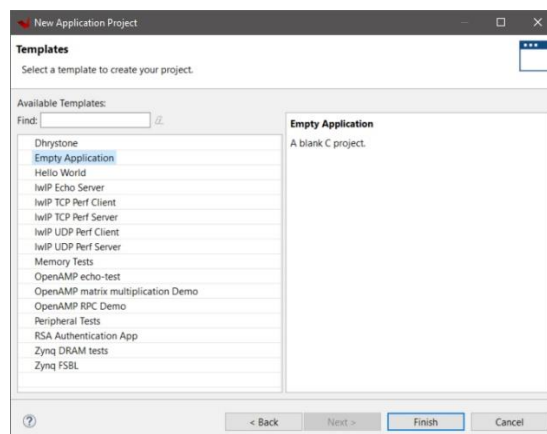 New Application Project
Templates
Select a template to create your project.
Available Templates:
Find:
Dhrystone
Empty Application
Hello World
lwIP Echo Server
lwIP TCP Perf Client
lwIP TCP Perf Server
lwIP UDP Perf Client
lwIP UDP Perf Server
Memory Tests
OpenAMP echo-test
OpenAMP matrix multiplication Demo
OpenAMP RPC Demo
Peripheral Tests
RSA Authentication App
Zynq DRAM tests
Zynq FSBL
Empty Application
A blank C project.
< Back
Next >
Finish
Cancel